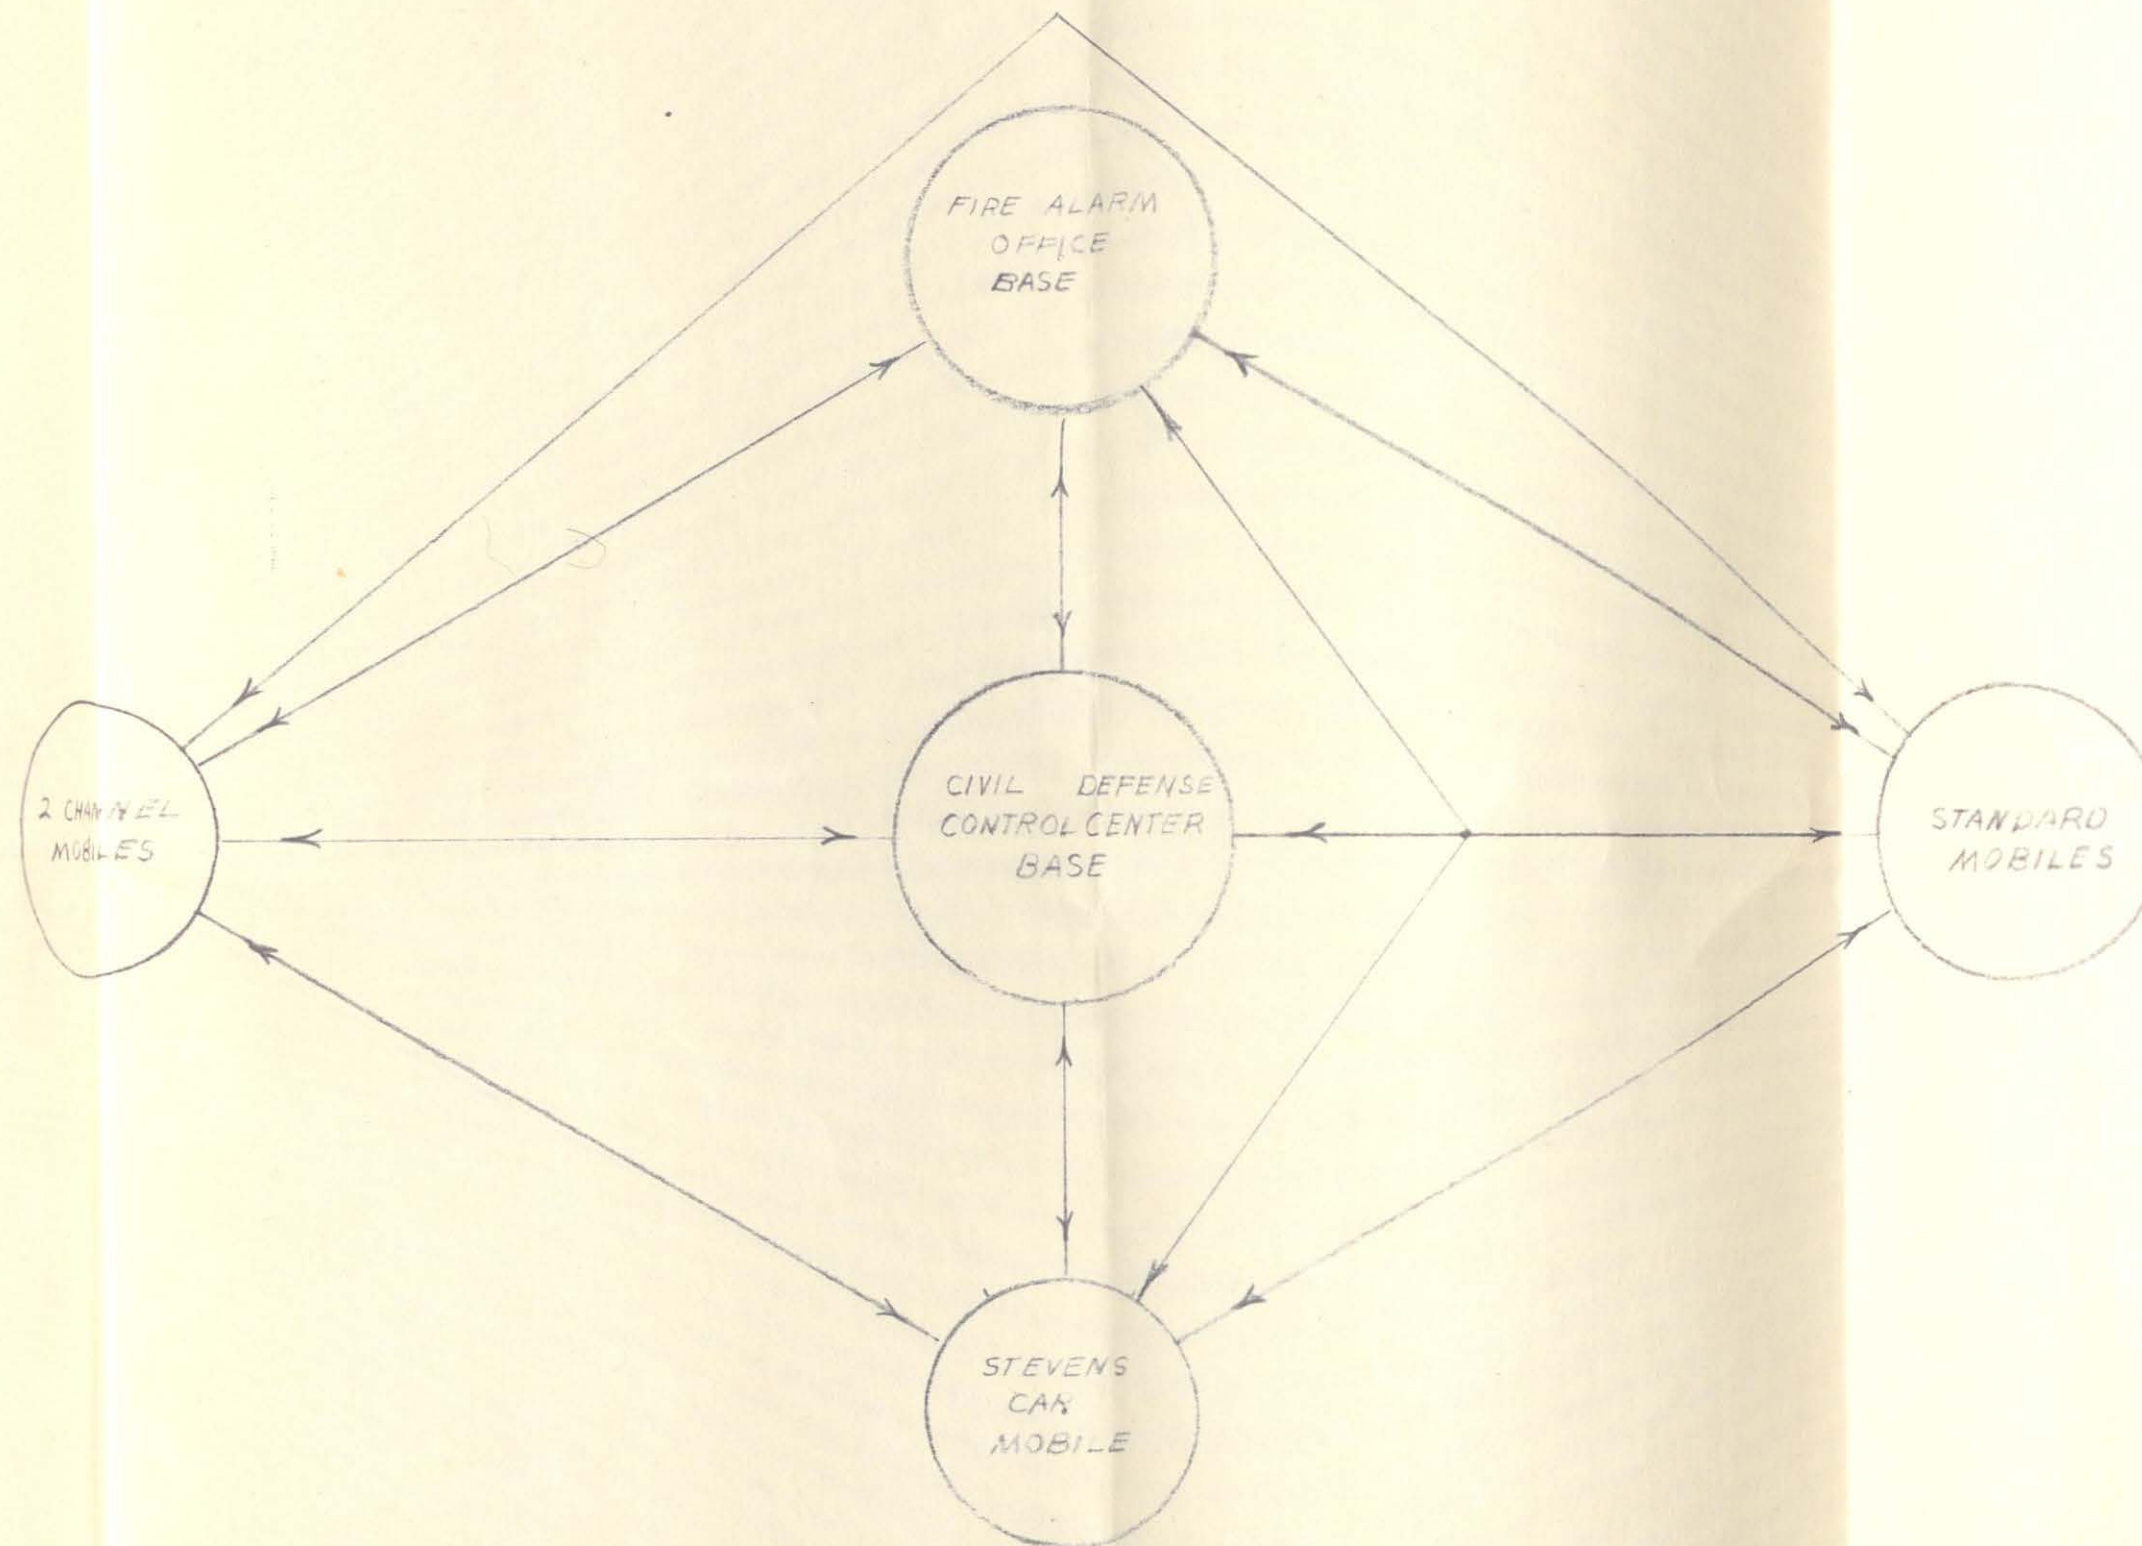 FIRE ALARM
OFFICE
BASE
2 CHANNEL
MOBILES
CIVIL DEFENSE
CONTROL CENTER
BASE
STANDARD
MOBILES
STEVENS
CAR
MOBILE